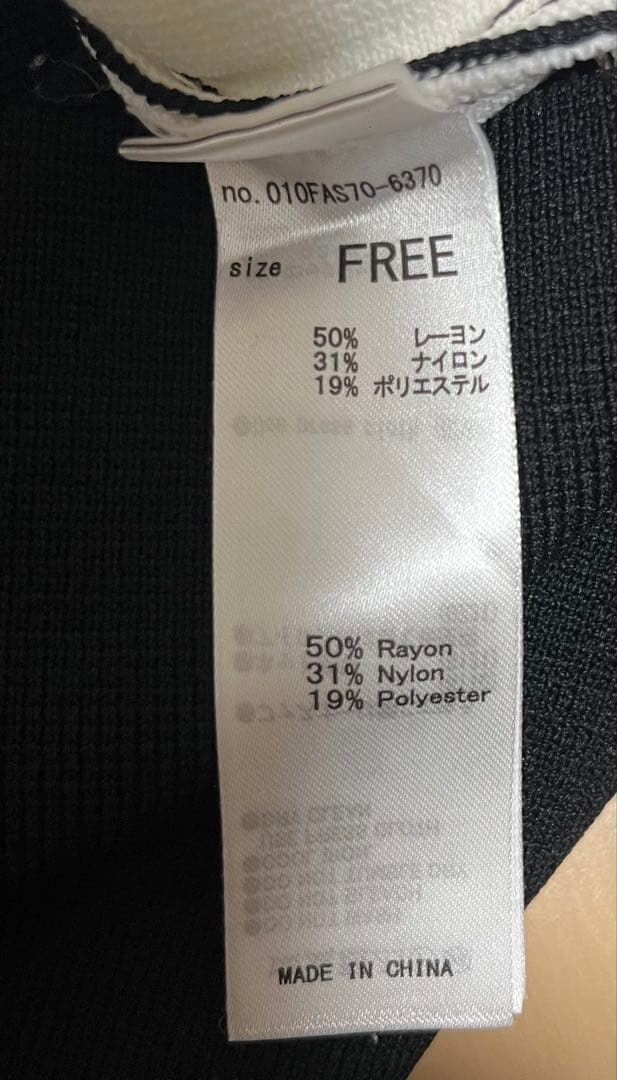 no. 010FAS70-6370
size FREE
50% レーヨン
31% ナイロン
19% ポリエステル
50% Rayon
31% Nylon
19% Polyester
MADE IN CHINA